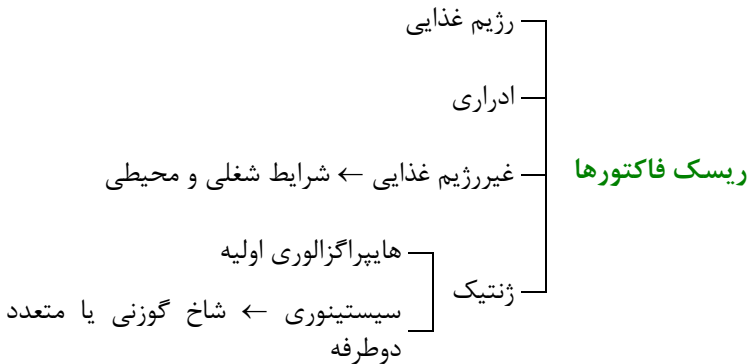 ریسک فاکتورها
رژیم غذایی
ادراری
غیررژیم غذایی ← شرایط شغلی و محیطی
ژنتیک
هایپراگزالوری اولیه
سیستینوری ← شاخ گوزنی یا متعدد
دوطرفه